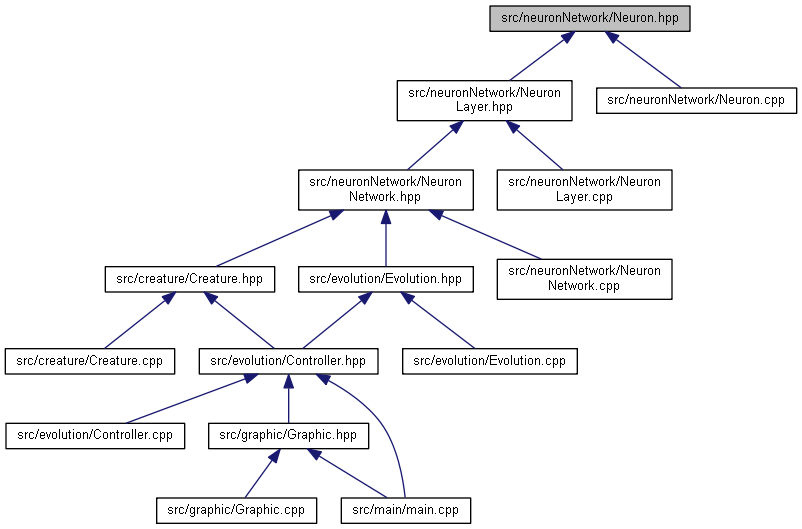 src/neuronNetwork/Neuron.hpp
src/neuronNetwork/Neuron
Layer.hpp
src/neuronNetwork/Neuron.cpp
src/neuronNetwork/Neuron
Network.hpp
src/neuronNetwork/Neuron
Layer.cpp
src/creature/Creature.hpp
src/evolution/Evolution.hpp
src/neuronNetwork/Neuron
Network.cpp
src/creature/Creature.cpp
src/evolution/Controller.hpp
src/evolution/Evolution.cpp
src/evolution/Controller.cpp
src/graphic/Graphic.hpp
src/graphic/Graphic.cpp
src/main/main.cpp